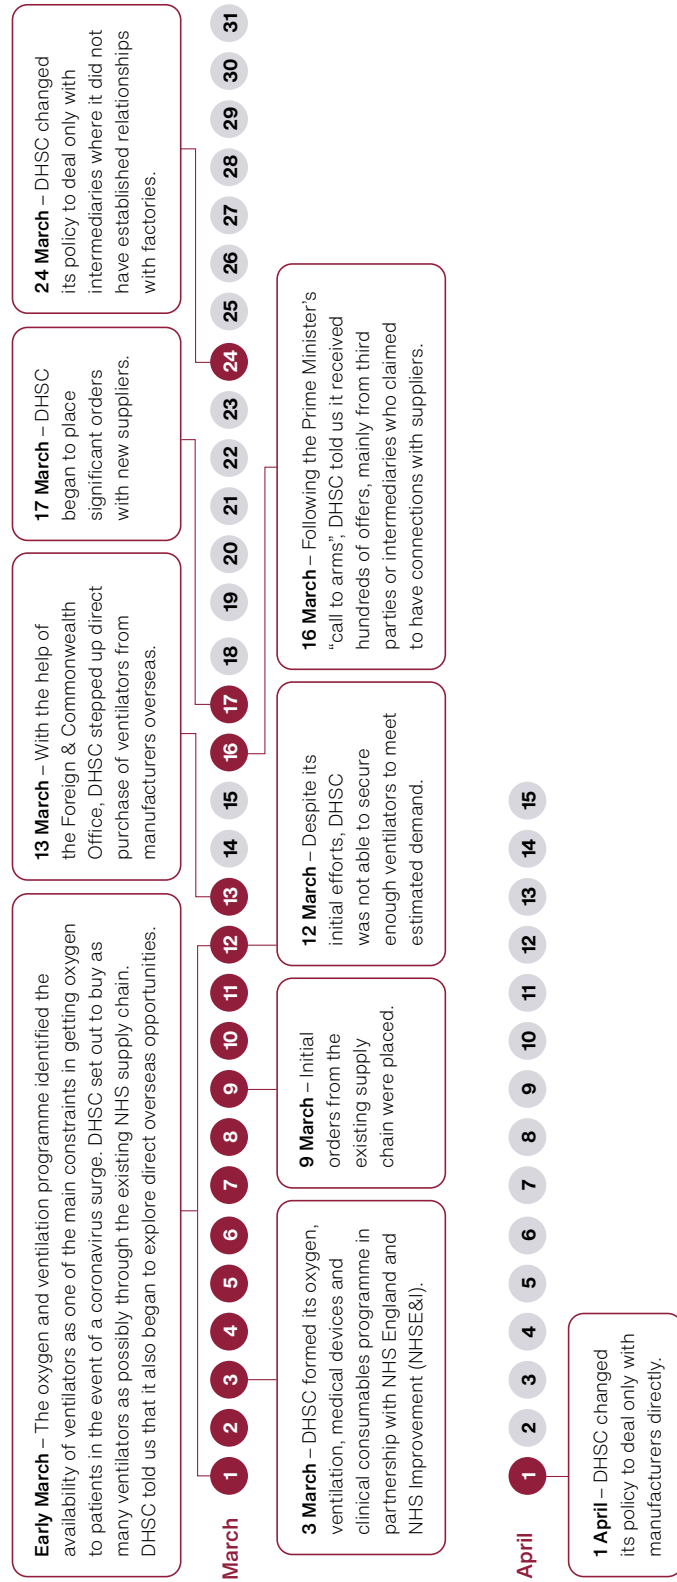 Early March – The oxygen and ventilation programme identified the
availability of ventilators as one of the main constraints in getting oxygen
to patients in the event of a coronavirus surge. DHSC set out to buy as
many ventilators as possibly through the existing NHS supply chain.
DHSC told us that it also began to explore direct overseas opportunities.
13 March – With the help of
the Foreign & Commonwealth
Office, DHSC stepped up direct
purchase of ventilators from
manufacturers overseas.
17 March – DHSC
began to place
significant orders
with new suppliers.
24 March – DHSC changed
its policy to deal only with
intermediaries where it did not
have established relationships
with factories.
March 1 2 3 4 5 6 7 8 9 10 11 12 13 14 15 16 17 18 19 20 21 22 23 24 25 26 27 28 29 30 31
3 March – DHSC formed its oxygen,
ventilation, medical devices and
clinical consumables programme in
partnership with NHS England and
NHS Improvement (NHSE&I).
9 March – Initial
orders from the
existing supply
chain were placed.
12 March – Despite its
initial efforts, DHSC
was not able to secure
enough ventilators to meet
estimated demand.
16 March – Following the Prime Minister's
“call to arms”, DHSC told us it received
hundreds of offers, mainly from third
parties or intermediaries who claimed
to have connections with suppliers.
April 1 2 3 4 5 6 7 8 9 10 11 12 13 14 15
1 April – DHSC changed
its policy to deal only with
manufacturers directly.